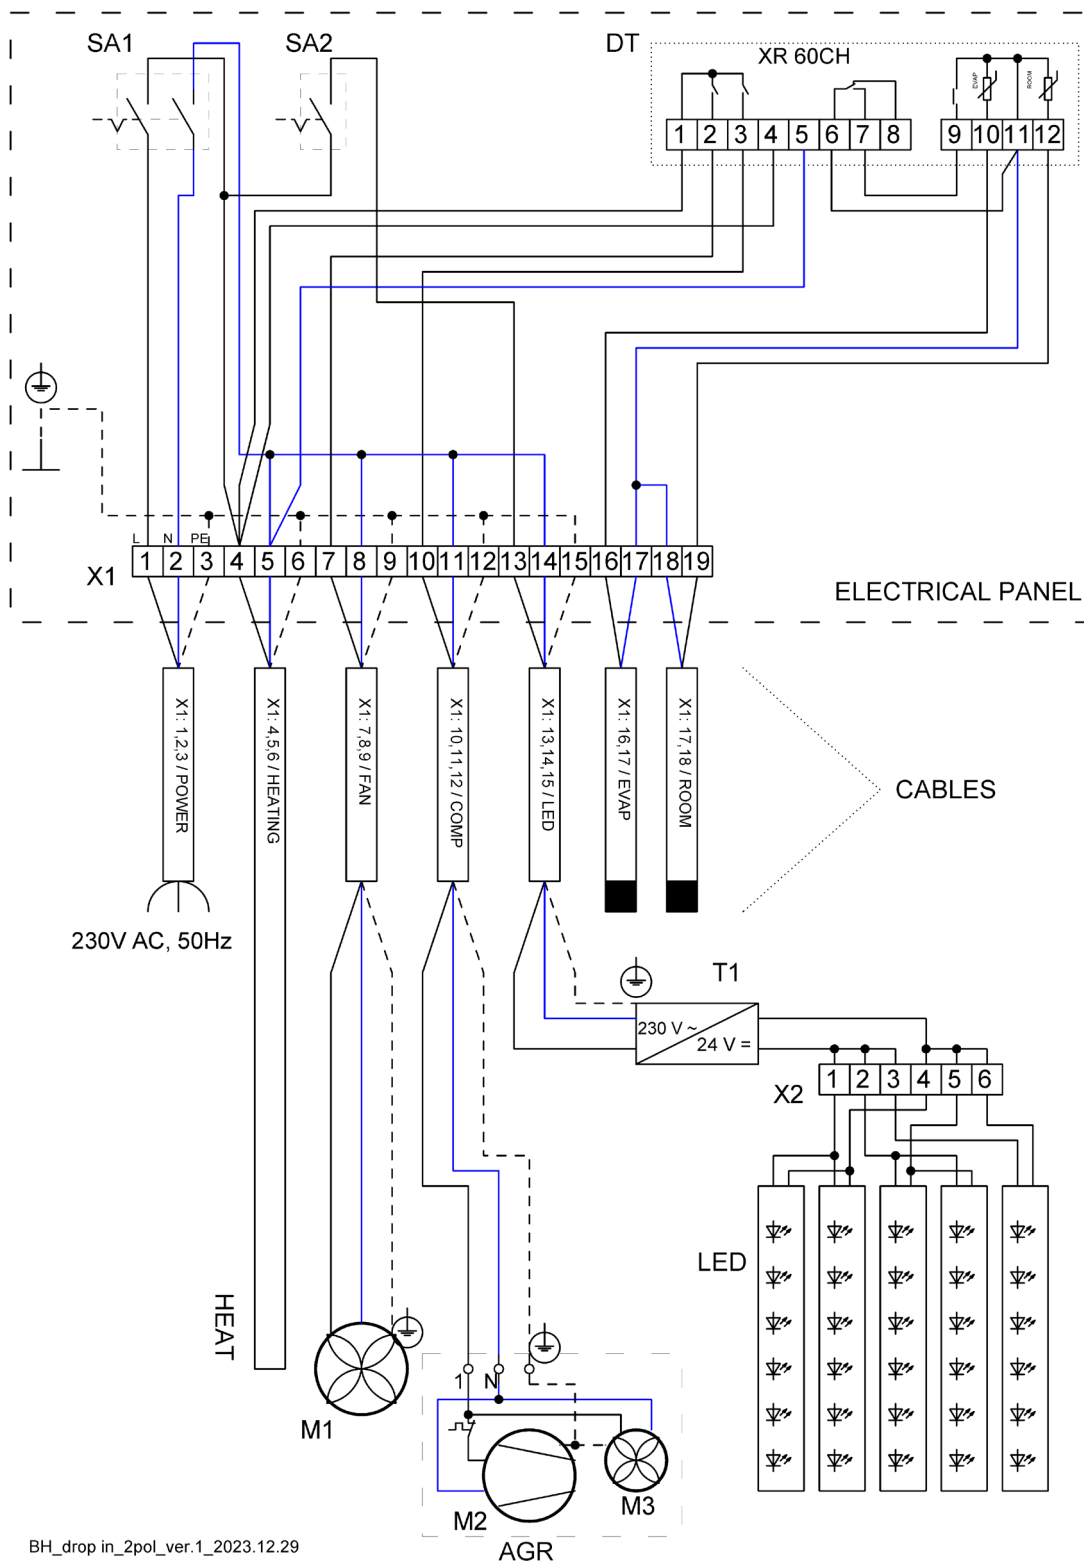 SA1 SA2 DT XR 60CH
EVAP ROOM
1 2 3 4 5 6 7 8 9 10 11 12
L N PE
X1 1 2 3 4 5 6 7 8 9 10 11 12 13 14 15 16 17 18 19
ELECTRICAL PANEL
X1: 1,2,3 / POWER
X1: 4,5,6 / HEATING
X1: 7,8,9 / FAN
X1: 10,11,12 / COMP
X1: 13,14,15 / LED
X1: 16,17 / EVAP
X1: 17,18 / ROOM
CABLES
230V AC, 50Hz
T1
230 V ~
24 V =
X2 1 2 3 4 5 6
LED
HEAT
M1
1 N
M2
M3
AGR
BH_drop in_2pol_ver.1_2023.12.29